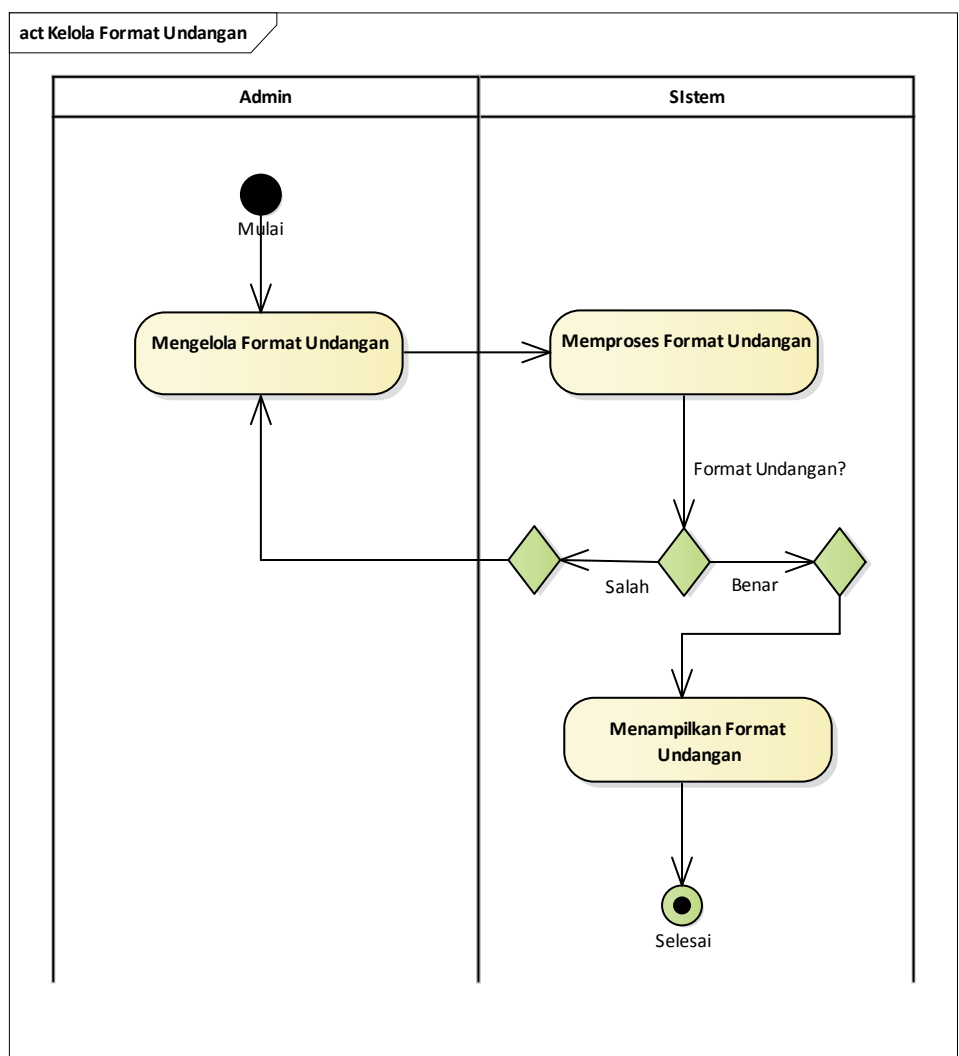 act Kelola Format Undangan
Admin
SIstem
Mulai
Mengelola Format Undangan
Memproses Format Undangan
Format Undangan?
Salah
Benar
Menampilkan Format
Undangan
Selesai